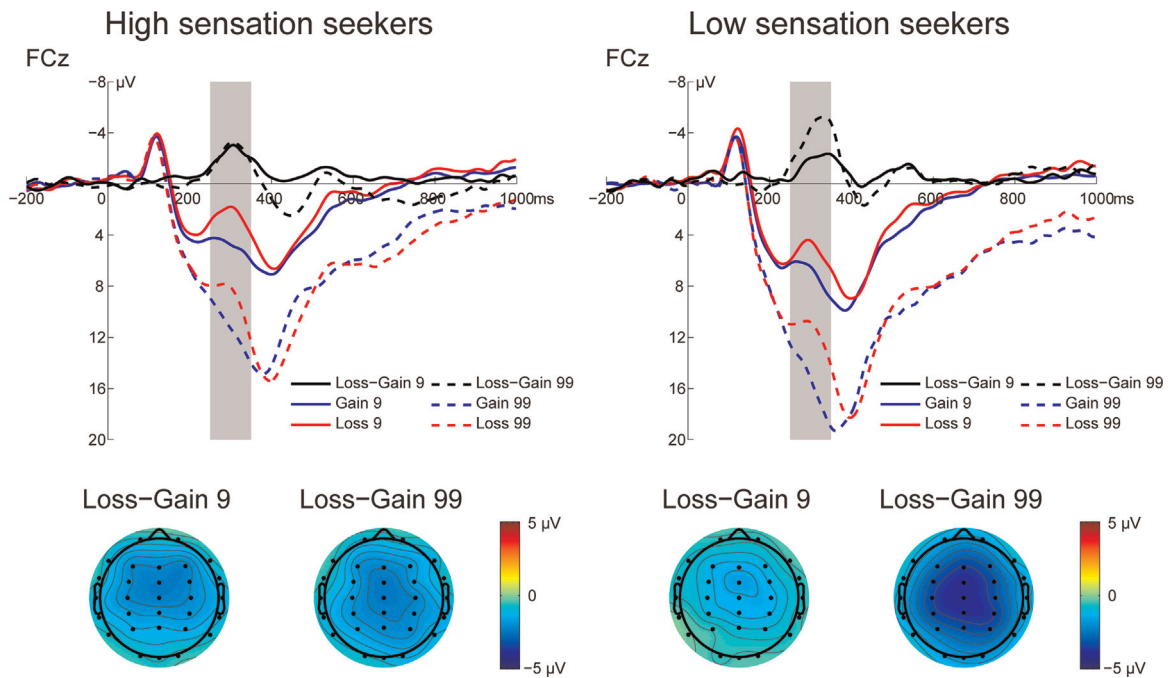 High sensation seekers
Low sensation seekers
FCz
FCz
−8
μV
−4
−200
0
200
400
600
800
1000ms
4
8
12
16
20
Loss−Gain 9
Loss−Gain 99
Gain 9
Gain 99
Loss 9
Loss 99
−8
μV
−4
−200
0
200
400
600
800
1000ms
4
8
12
16
20
Loss−Gain 9
Loss−Gain 99
Gain 9
Gain 99
Loss 9
Loss 99
Loss−Gain 9
Loss−Gain 99
5 μV
0
−5 μV
Loss−Gain 9
Loss−Gain 99
5 μV
0
−5 μV